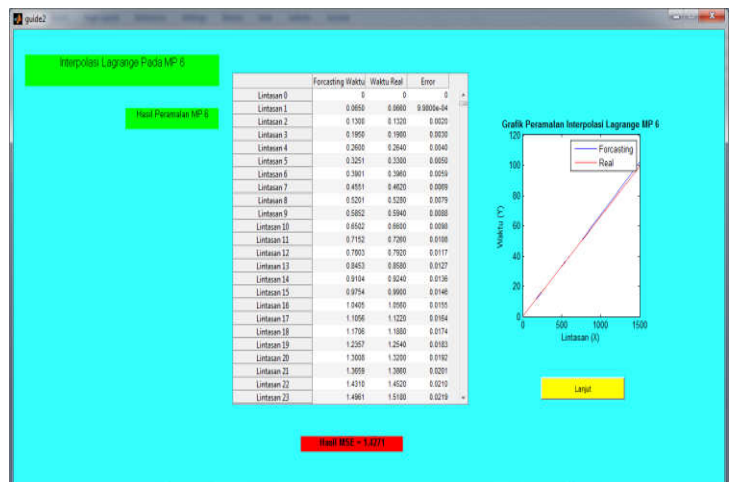 guide2
Interpolasi Lagrange Pada MP 6
Hasil Peramalan MP 6
Forcasting Waktu Waktu Real Error
Lintasan 0 0 0 0
Lintasan 1 0.0650 0.0660 9.9800e-04
Lintasan 2 0.1300 0.1320 0.0020
Lintasan 3 0.1950 0.1980 0.0030
Lintasan 4 0.2600 0.2640 0.0040
Lintasan 5 0.3251 0.3300 0.0050
Lintasan 6 0.3901 0.3960 0.0059
Lintasan 7 0.4551 0.4620 0.0069
Lintasan 8 0.5201 0.5280 0.0079
Lintasan 9 0.5852 0.5940 0.0088
Lintasan 10 0.6502 0.6600 0.0098
Lintasan 11 0.7152 0.7260 0.0108
Lintasan 12 0.7803 0.7920 0.0117
Lintasan 13 0.8453 0.8580 0.0127
Lintasan 14 0.9104 0.9240 0.0136
Lintasan 15 0.9754 0.9900 0.0146
Lintasan 16 1.0405 1.0560 0.0155
Lintasan 17 1.1056 1.1220 0.0164
Lintasan 18 1.1706 1.1880 0.0174
Lintasan 19 1.2357 1.2540 0.0183
Lintasan 20 1.3008 1.3200 0.0192
Lintasan 21 1.3659 1.3860 0.0201
Lintasan 22 1.4310 1.4520 0.0210
Lintasan 23 1.4961 1.5180 0.0219
Grafik Peramalan Interpolasi Lagrange MP 6
Forcasting
Real
Waktu (Y)
120
100
80
60
40
20
0
0 500 1000 1500
Lintasan (X)
Lanjut
Hasil MSE =